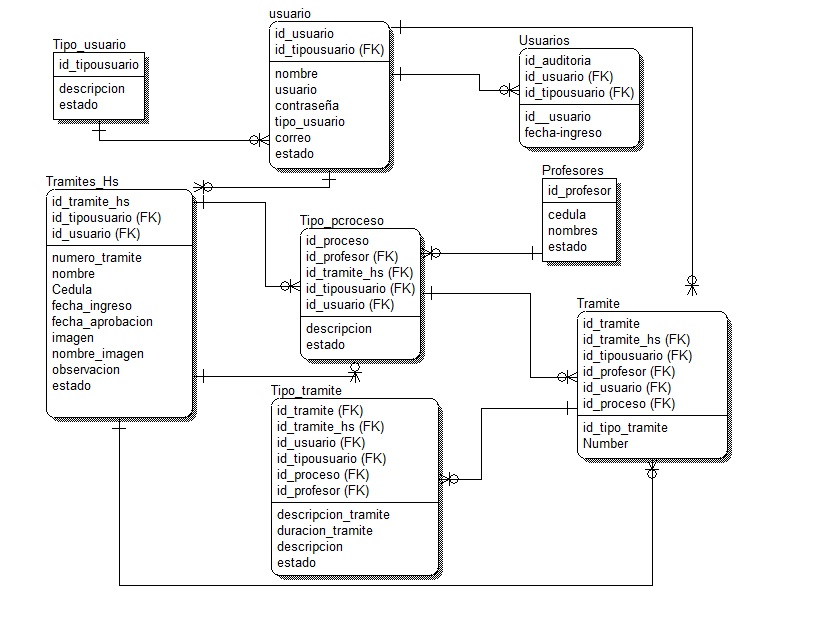 usuario
id_usuario
id_tipousuario (FK)
nombre
usuario
contraseña
tipo_usuario
correo
estado
Tipo_usuario
id_tipousuario
descripcion
estado
Usuarios
id_auditoria
id_usuario (FK)
id_tipousuario (FK)
id__usuario
fecha-ingreso
Profesores
id_profesor
cedula
nombres
estado
Tramites_Hs
id_tramite_hs
id_tipousuario (FK)
id_usuario (FK)
numero_tramite
nombre
Cedula
fecha_ingreso
fecha_aprobacion
imagen
nombre_imagen
observacion
estado
Tipo_pcroceso
id_proceso
id_profesor (FK)
id_tramite_hs (FK)
id_tipousuario (FK)
id_usuario (FK)
descripcion
estado
Tramite
id_tramite
id_tramite_hs (FK)
id_tipousuario (FK)
id_profesor (FK)
id_usuario (FK)
id_proceso (FK)
id_tipo_tramite
Number
Tipo_tramite
id_tramite (FK)
id_tramite_hs (FK)
id_usuario (FK)
id_tipousuario (FK)
id_proceso (FK)
id_profesor (FK)
descripcion_tramite
duracion_tramite
descripcion
estado